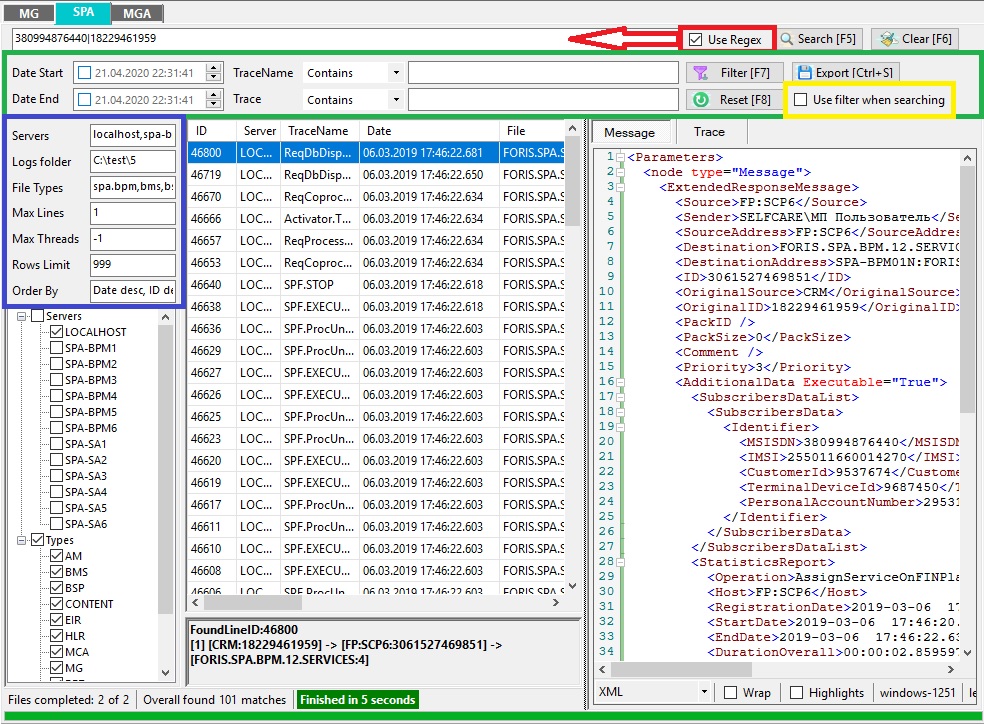 MG SPA MGA
380994876440|18229461959 Use Regex Search [F5] Clear [F6]
Date Start 21.04.2020 22:31:41 TraceName Contains Filter [F7] Export [Ctrl+S]
Date End 21.04.2020 22:31:41 Trace Contains Reset [F8] Use filter when searching
Servers localhost,spa-b
Logs folder C:\test\5
File Types spa.bpm,bms,bs
Max Lines 1
Max Threads -1
Rows Limit 999
Order By Date desc, ID de
Servers
LOCALHOST
SPA-BPM1
SPA-BPM2
SPA-BPM3
SPA-BPM4
SPA-BPM5
SPA-BPM6
SPA-SA1
SPA-SA2
SPA-SA3
SPA-SA4
SPA-SA5
SPA-SA6
Types
AM
BMS
BSP
CONTENT
EIR
HLR
MCA
MG
ID Server TraceName Date File
46800 LOC... ReqDbDisp... 06.03.2019 17:46:22.681 FORIS.SPA.S
46719 LOC... ReqDbDisp... 06.03.2019 17:46:22.650 FORIS.SPA.S
46670 LOC... ReqCoproc... 06.03.2019 17:46:22.634 FORIS.SPA.S
46666 LOC... Activator.T... 06.03.2019 17:46:22.634 FORIS.SPA.S
46657 LOC... ReqProcess... 06.03.2019 17:46:22.634 FORIS.SPA.S
46653 LOC... ReqCoproc... 06.03.2019 17:46:22.634 FORIS.SPA.S
46640 LOC... SPF.STOP 06.03.2019 17:46:22.618 FORIS.SPA.S
46638 LOC... SPF.EXECU... 06.03.2019 17:46:22.618 FORIS.SPA.S
46636 LOC... SPF.ProcUn... 06.03.2019 17:46:22.603 FORIS.SPA.S
46629 LOC... SPF.ProcUn... 06.03.2019 17:46:22.603 FORIS.SPA.S
46627 LOC... SPF.EXECU... 06.03.2019 17:46:22.603 FORIS.SPA.S
46626 LOC... SPF.EXECU... 06.03.2019 17:46:22.603 FORIS.SPA.S
46625 LOC... SPF.ProcUn... 06.03.2019 17:46:22.603 FORIS.SPA.S
46623 LOC... SPF.ProcUn... 06.03.2019 17:46:22.603 FORIS.SPA.S
46620 LOC... SPF.EXECU... 06.03.2019 17:46:22.603 FORIS.SPA.S
46619 LOC... SPF.EXECU... 06.03.2019 17:46:22.603 FORIS.SPA.S
46617 LOC... SPF.ProcUn... 06.03.2019 17:46:22.603 FORIS.SPA.S
46611 LOC... SPF.ProcUn... 06.03.2019 17:46:22.603 FORIS.SPA.S
46610 LOC... SPF.EXECU... 06.03.2019 17:46:22.603 FORIS.SPA.S
46608 LOC... SPF.EXECU... 06.03.2019 17:46:22.603 FORIS.SPA.S
46606 LOC... SPF.ProcUn... 06.03.2019 17:46:22.603 FORIS.SPA.S
FoundLineID:46800
[1] [CRM:18229461959] -> [FP:SCP6:3061527469851] ->
[FORIS.SPA.BPM.12.SERVICES:4]
Message Trace
1 <Parameters>
2 <node type="Message">
3 <ExtendedResponseMessage>
4 <Source>FP:SCP6</Source>
5 <Sender>SELFCARE\МП Пользователь</Se
6 <SourceAddress>FP:SCP6</SourceAddres
7 <Destination>FORIS.SPA.BPM.12.SERVIC
8 <DestinationAddress>SPA-BPM01N:FORIS
9 <ID>3061527469851</ID>
10 <OriginalSource>CRM</OriginalSource>
11 <OriginalID>18229461959</OriginalID>
12 <PackID />
13 <PackSize>0</PackSize>
14 <Comment />
15 <Priority>3</Priority>
16 <AdditionalData Executable="True">
17 <SubscribersDataList>
18 <SubscribersData>
19 <Identifier>
20 <MSISDN>380994876440</MSISDN
21 <IMSI>255011660014270</IMSI>
22 <CustomerId>9537674</Custome
23 <TerminalDeviceId>9687450</T
24 <PersonalAccountNumber>29531
25 </Identifier>
26 </SubscribersData>
27 </SubscribersDataList>
28 <StatisticsReport>
29 <Operation>AssignServiceOnFINPla
30 <Host>FP:SCP6</Host>
31 <RegistrationDate>2019-03-06 17
32 <StartDate>2019-03-06 17:46:20.
33 <EndDate>2019-03-06 17:46:22.63
34 <DurationOverall>00:00:02.859597
XML Wrap Highlights windows-1251 le
Files completed: 2 of 2 Overall found 101 matches Finished in 5 seconds